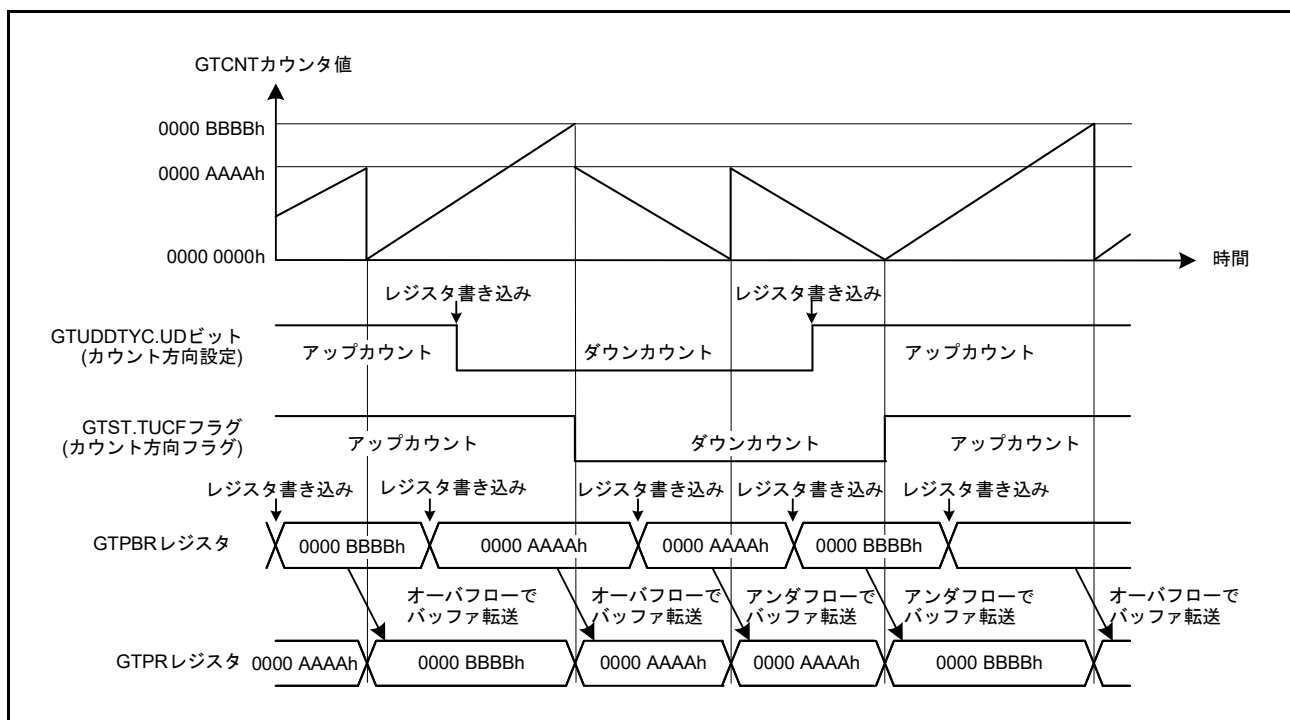 GTCNTカウンタ値
0000 BBBBh
0000 AAAAh
0000 0000h
時間
レジスタ書き込み
レジスタ書き込み
GTUDDTYC.UDビット
(カウント方向設定)
アップカウント
ダウンカウント
アップカウント
GTST.TUCFフラグ
(カウント方向フラグ)
アップカウント
ダウンカウント
アップカウント
レジスタ書き込み
レジスタ書き込み
レジスタ書き込み
レジスタ書き込み
レジスタ書き込み
GTPBRレジスタ
0000 BBBBh
0000 AAAAh
0000 AAAAh
0000 BBBBh
オーバフローで
バッファ転送
オーバフローで
バッファ転送
アンダフローで
バッファ転送
アンダフローで
バッファ転送
オーバフローで
バッファ転送
GTPRレジスタ
0000 AAAAh
0000 BBBBh
0000 AAAAh
0000 AAAAh
0000 BBBBh